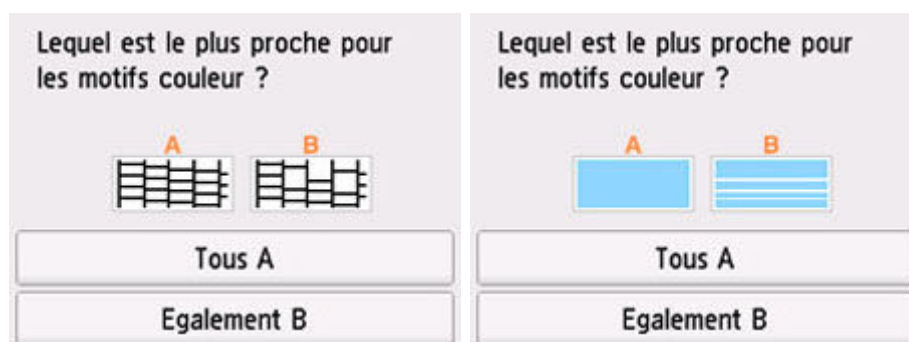 Lequel est le plus proche pour
les motifs couleur ?
A B
Tous A
Egalement B
Lequel est le plus proche pour
les motifs couleur ?
A B
Tous A
Egalement B